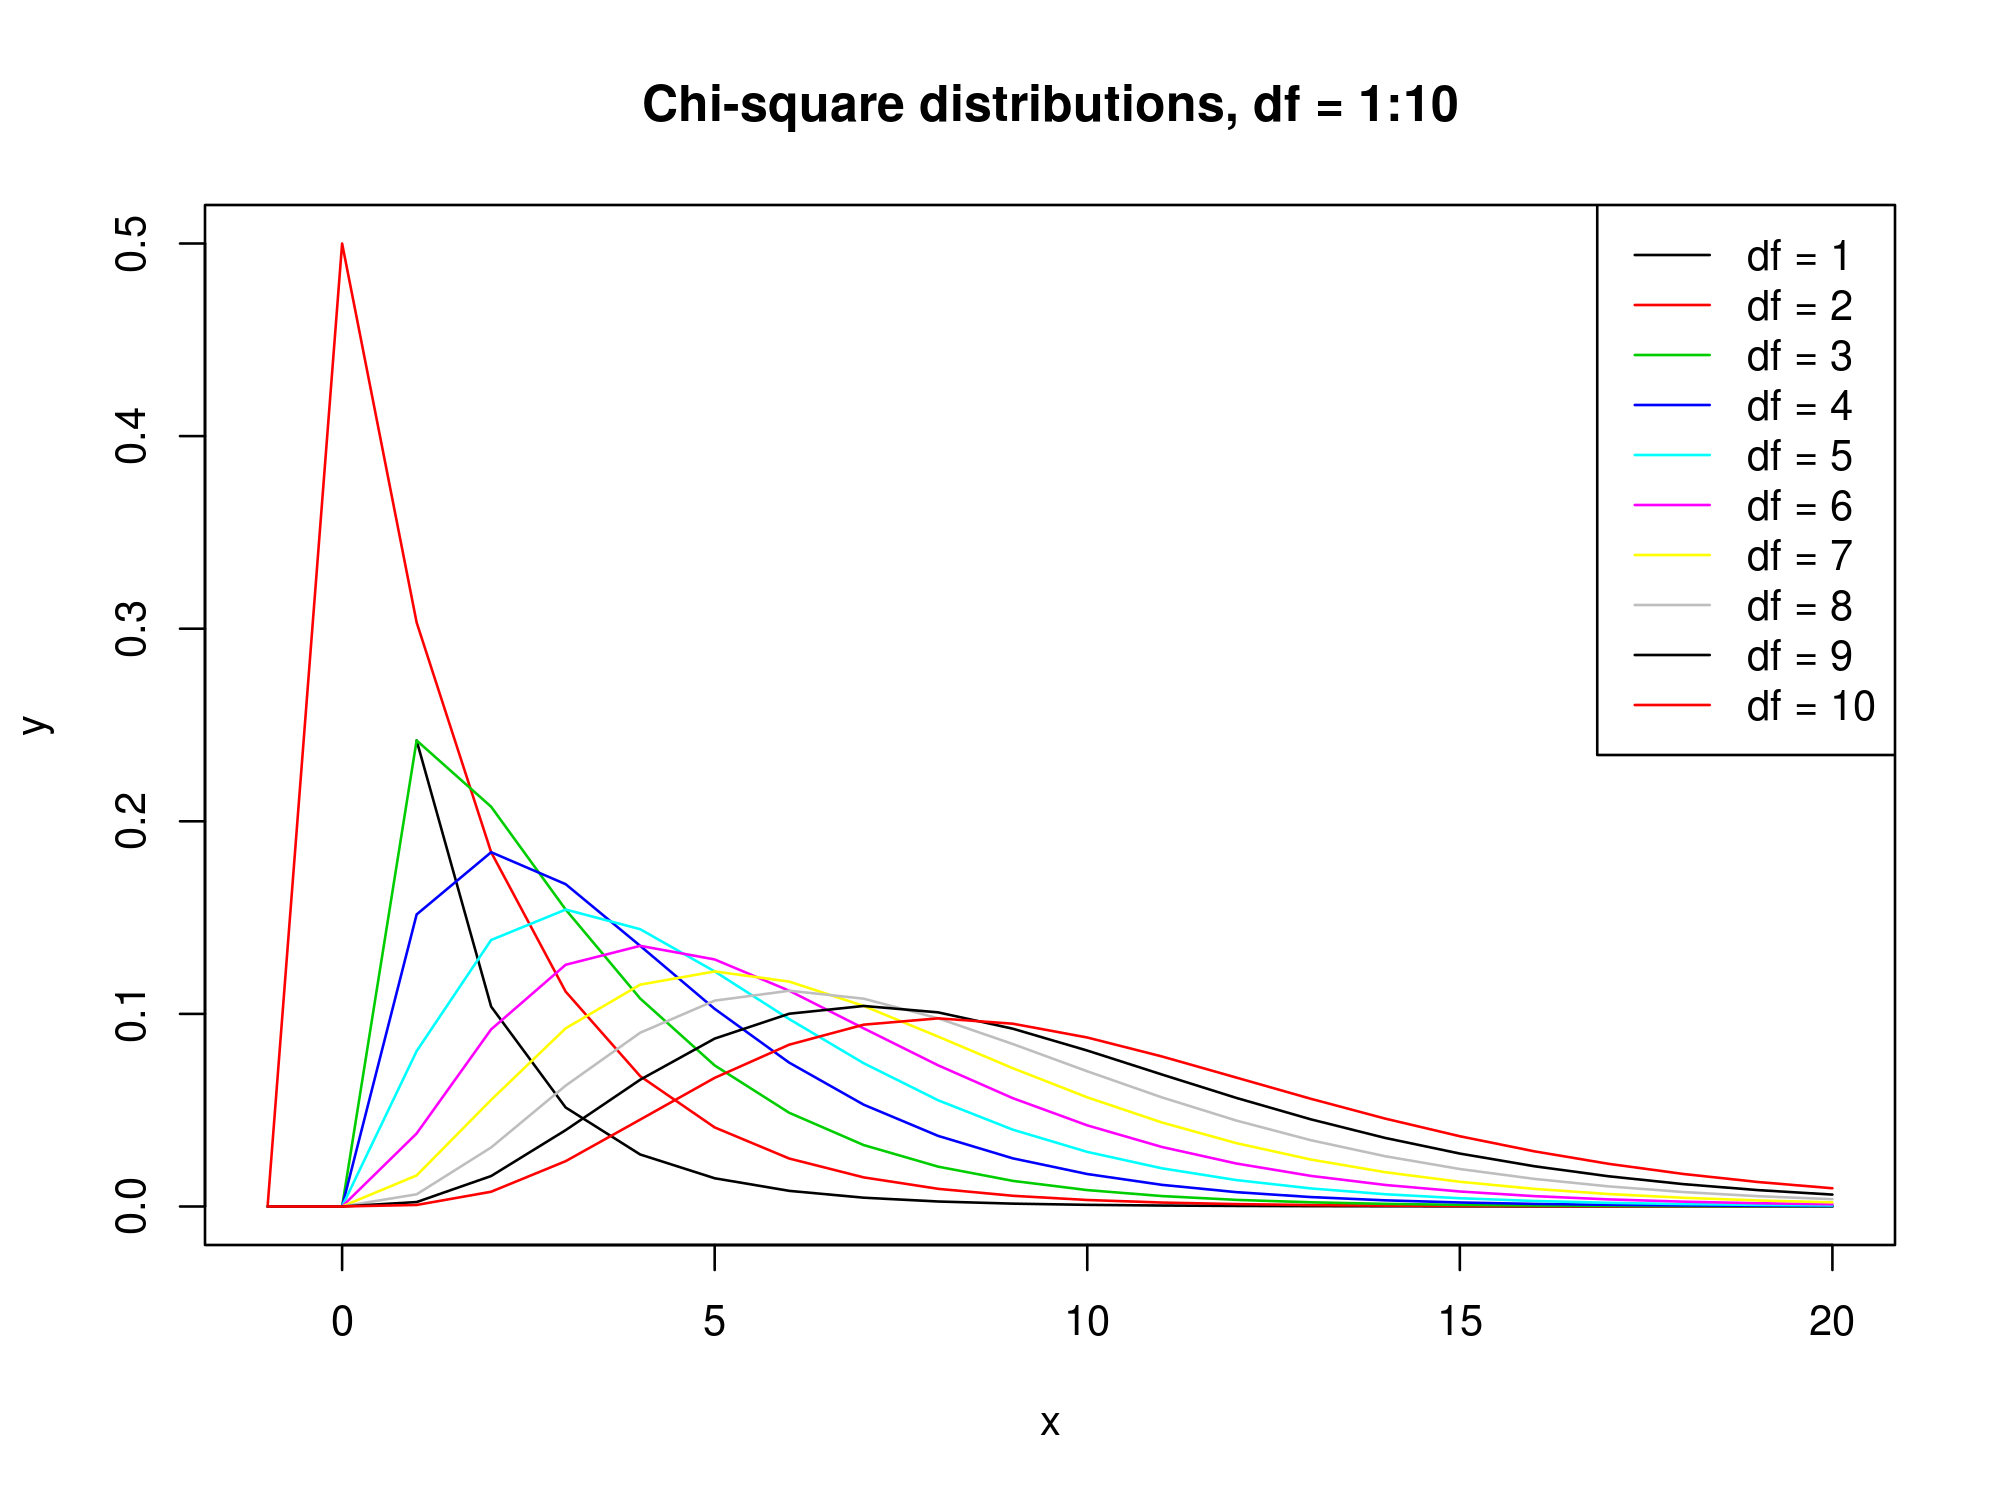 Chi-square distributions, df = 1:10
0.5
0.4
0.3
0.2
0.1
0.0
y
df = 1
df = 2
df = 3
df = 4
df = 5
df = 6
df = 7
df = 8
df = 9
df = 10
0 5 10 15 20
x